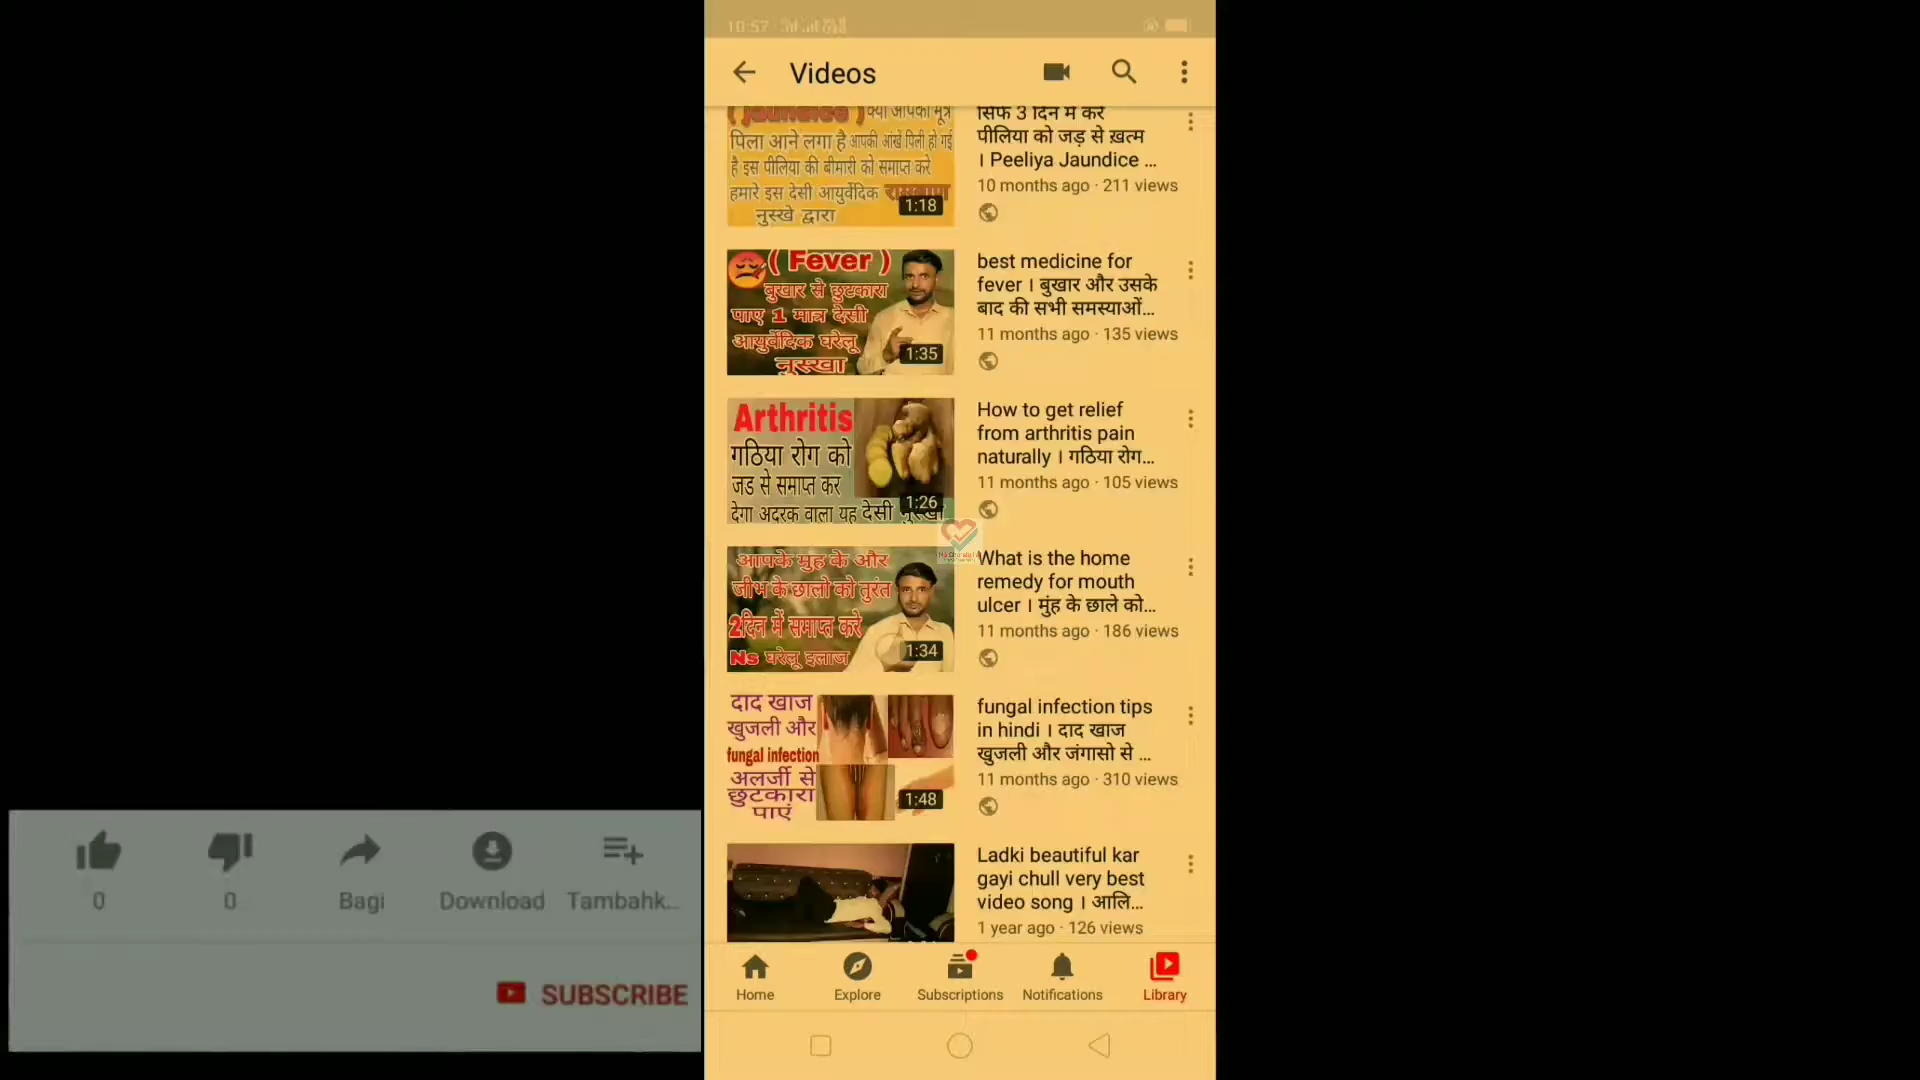 10:57
Videos
( Jaundice ) क्या आपका मूत्र
पिला आने लगा है आपकी आंखें पिली हो गई
है इस पीलिया की बीमारी को समाप्त करे
हमारे इस देसी आयुर्वेदिक
नुस्खे द्वारा
1:18
सिर्फ 3 दिन में करे
पीलिया को जड़ से ख़त्म
। Peeliya Jaundice ...
10 months ago · 211 views
( Fever )
बुखार से छुटकारा
पाए 1 मात्र देसी
आयुर्वेदिक घरेलू
नुस्खा
1:35
best medicine for
fever । बुखार और उसके
बाद की सभी समस्याओं...
11 months ago · 135 views
Arthritis
गठिया रोग को
जड से समाप्त कर
देगा अदरक वाला यह देसी नुस्खा
1:26
How to get relief
from arthritis pain
naturally । गठिया रोग...
11 months ago · 105 views
आपके मुह के और
जीभ के छालो को तुरंत
2दिन में समाप्त करे
Ns घरेलू इलाज
1:34
What is the home
remedy for mouth
ulcer । मुंह के छाले को...
11 months ago · 186 views
दाद खाज
खुजली और
fungal infection
अलर्जी से
छुटकारा
पाएं
1:48
fungal infection tips
in hindi । दाद खाज
खुजली और जंगासो से ...
11 months ago · 310 views
Ladki beautiful kar
gayi chull very best
video song । आलि...
1 year ago · 126 views
Home Explore Subscriptions Notifications Library
0 0 Bagi Download Tambahk...
SUBSCRIBE